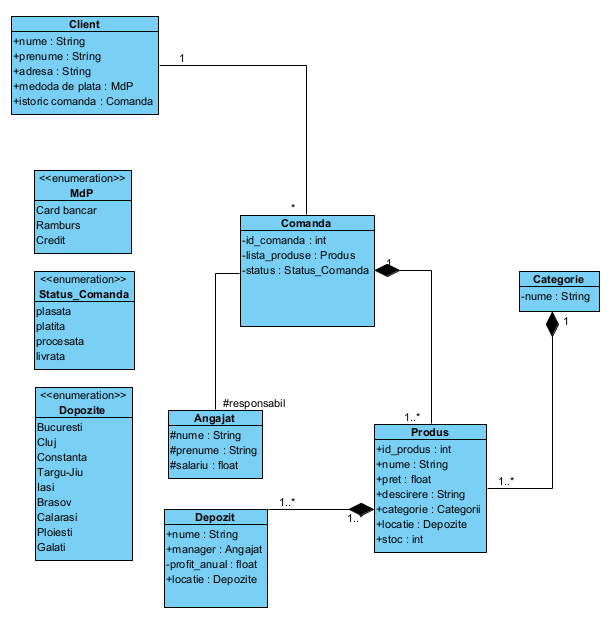 Client
+nume : String
+prenume : String
+adresa : String
+medoda de plata : MdP
+istoric comanda : Comanda
1
*
<<enumeration>>
MdP
Card bancar
Ramburs
Credit
Comanda
-id_comanda : int
-lista_produse : Produs
-status : Status_Comanda
1
<<enumeration>>
Status_Comanda
plasata
platita
procesata
livrata
Categorie
-nume : String
1
<<enumeration>>
Dopozite
Bucuresti
Cluj
Constanta
Targu-Jiu
Iasi
Brasov
Calarasi
Ploiesti
Galati
#responsabil
Angajat
#nume : String
#prenume : String
#salariu : float
1..*
Produs
+id_produs : int
+nume : String
+pret : float
+descirere : String
+categorie : Categorii
+locatie : Depozite
+stoc : int
1..*
1..*
1..
Depozit
+nume : String
+manager : Angajat
-profit_anual : float
+locatie : Depozite